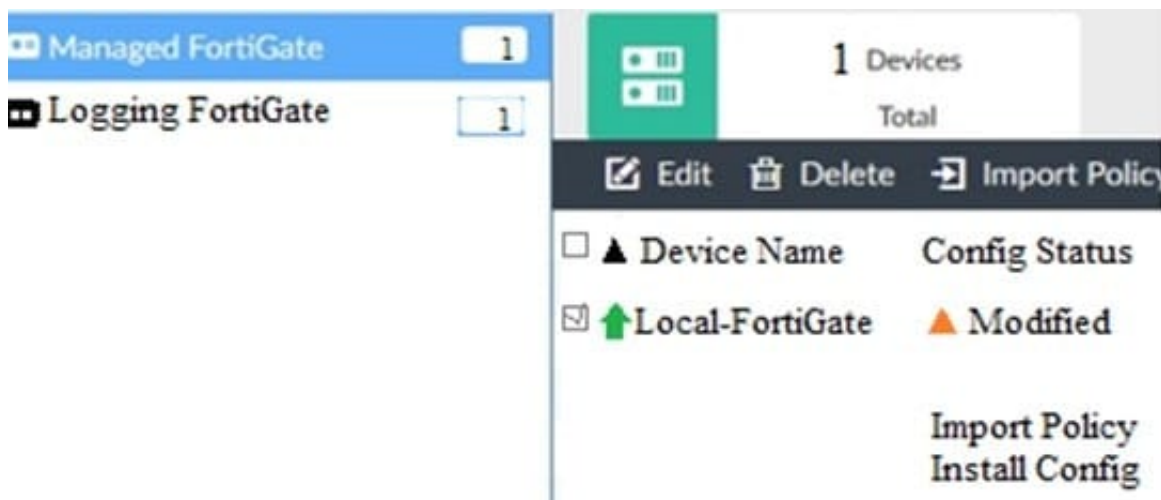 Managed FortiGate 1
Logging FortiGate 1
1 Devices
Total
Edit Delete Import Policy
Device Name Config Status
Local-FortiGate Modified
Import Policy
Install Config